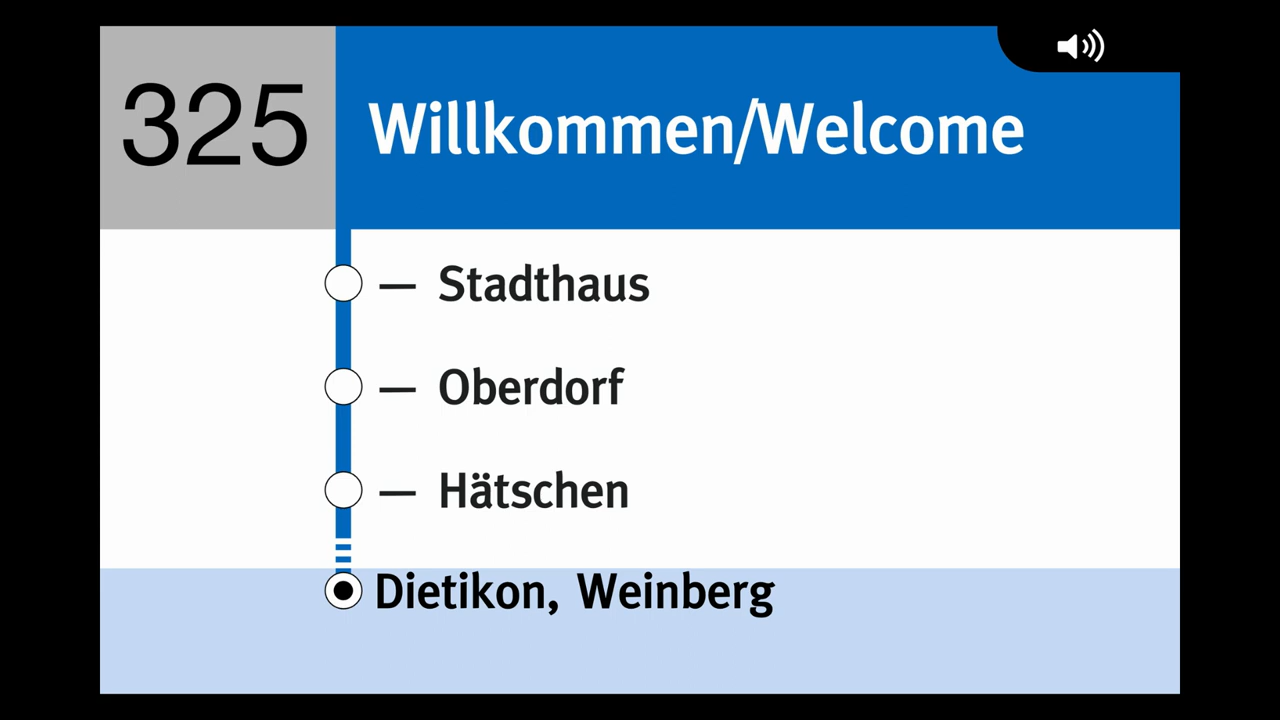 325
Willkommen/Welcome
— Stadthaus
— Oberdorf
— Hätschen
Dietikon, Weinberg